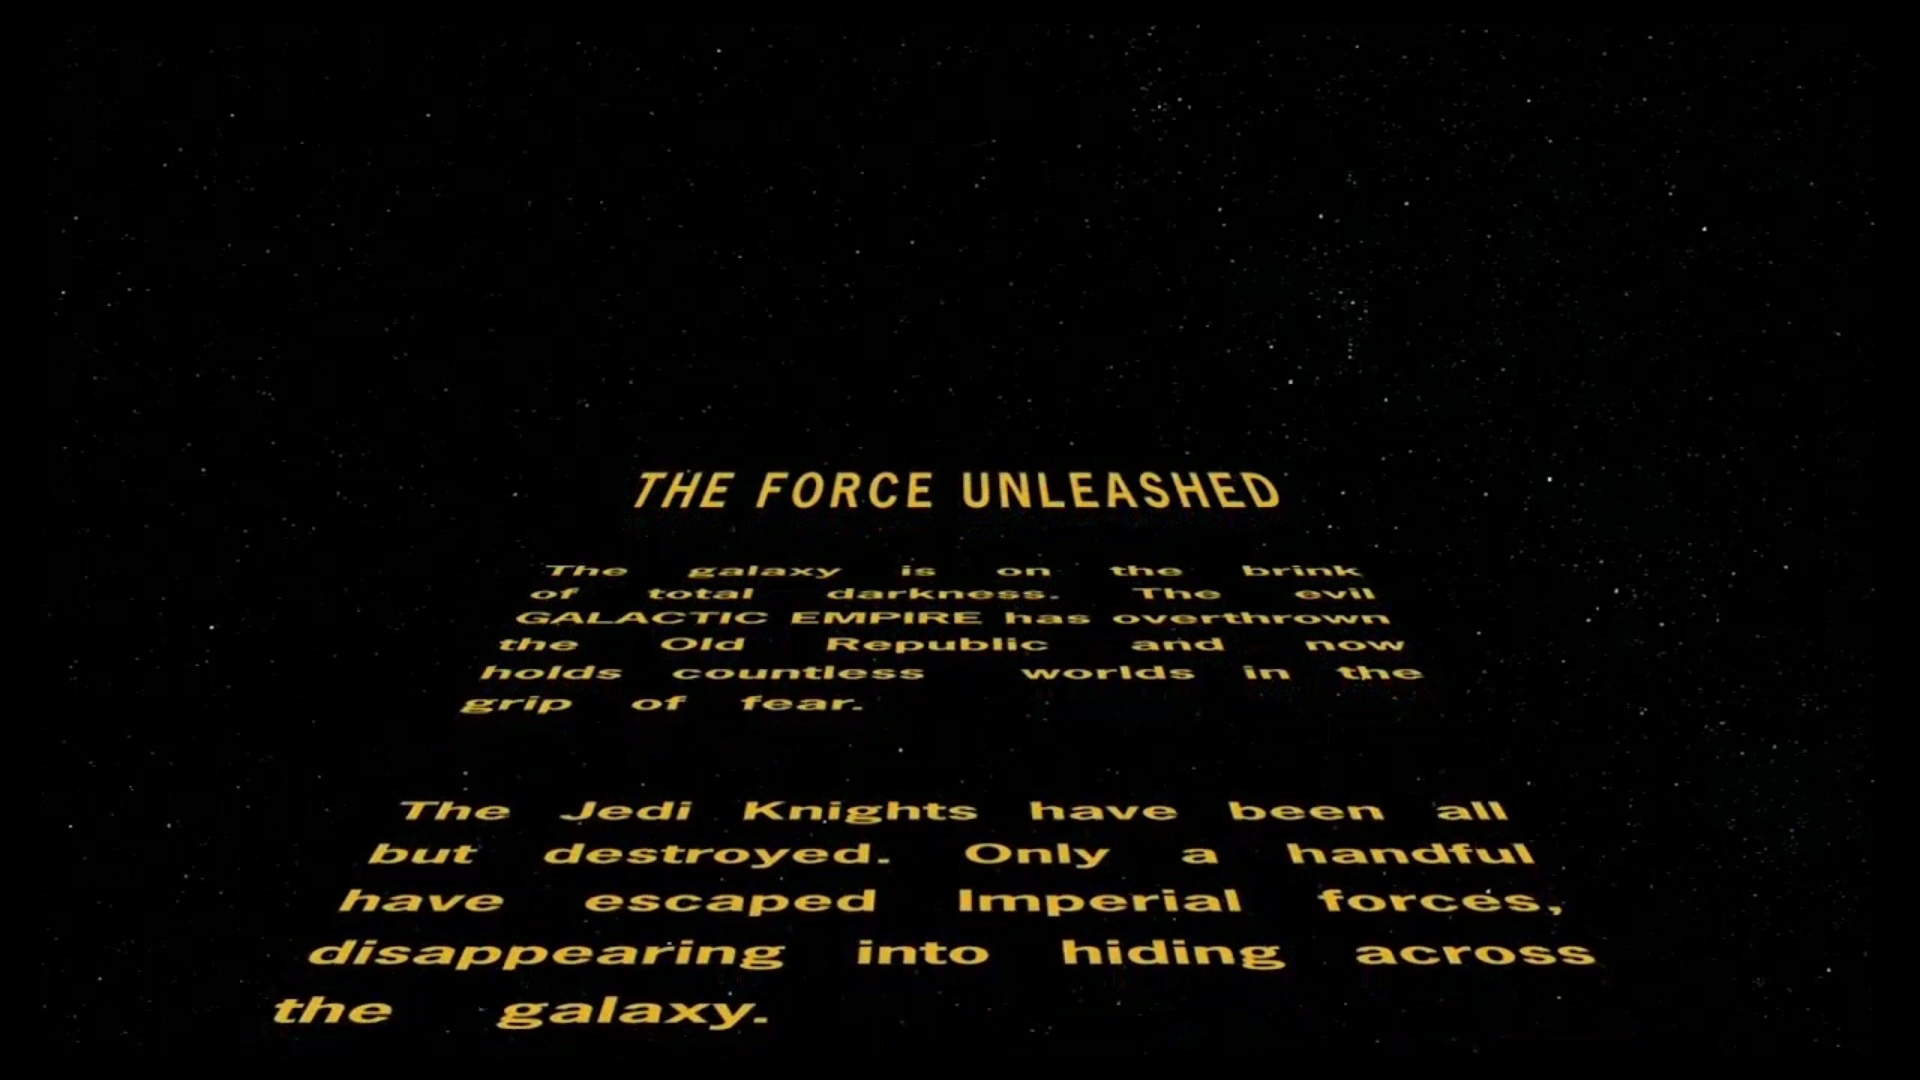 THE FORCE UNLEASHED
The galaxy is on the brink
of total darkness. The evil
GALACTIC EMPIRE has overthrown
the Old Republic and now
holds countless worlds in the
grip of fear.
The Jedi Knights have been all
but destroyed. Only a handful
have escaped Imperial forces,
disappearing into hiding across
the galaxy.